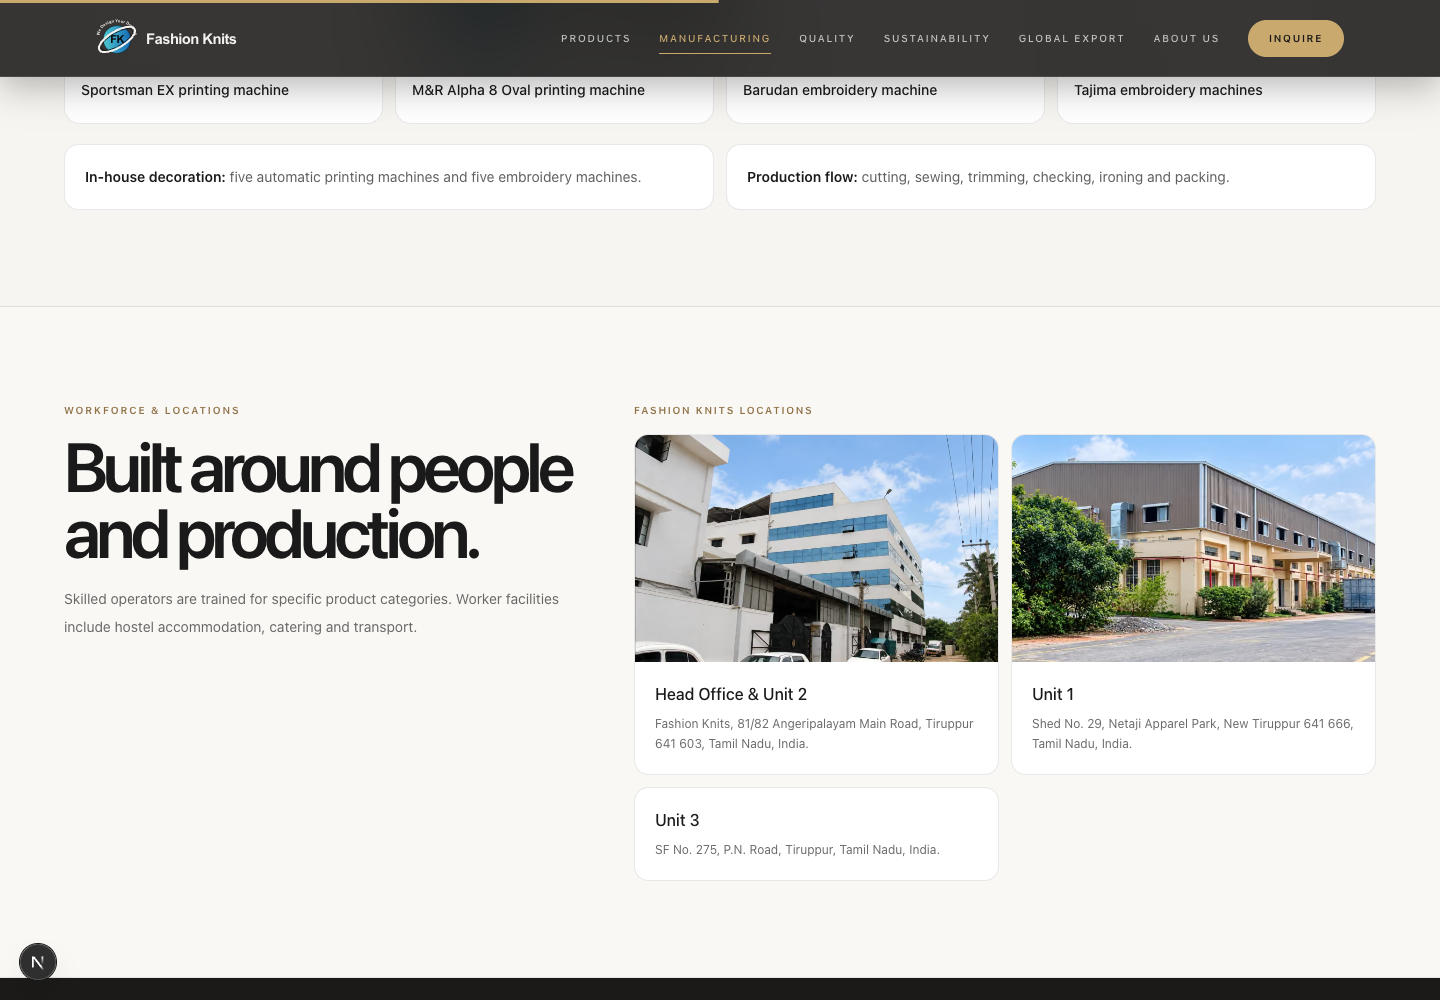 We Design Your D
FK
Fashion Knits
PRODUCTS
MANUFACTURING
QUALITY
SUSTAINABILITY
GLOBAL EXPORT
ABOUT US
INQUIRE
Sportsman EX printing machine
M&R Alpha 8 Oval printing machine
Barudan embroidery machine
Tajima embroidery machines
In-house decoration: five automatic printing machines and five embroidery machines.
Production flow: cutting, sewing, trimming, checking, ironing and packing.
WORKFORCE & LOCATIONS
Built around people
and production.
Skilled operators are trained for specific product categories. Worker facilities
include hostel accommodation, catering and transport.
FASHION KNITS LOCATIONS
Head Office & Unit 2
Fashion Knits, 81/82 Angeripalayam Main Road, Tiruppur
641 603, Tamil Nadu, India.
Unit 1
Shed No. 29, Netaji Apparel Park, New Tiruppur 641 666,
Tamil Nadu, India.
Unit 3
SF No. 275, P.N. Road, Tiruppur, Tamil Nadu, India.
N